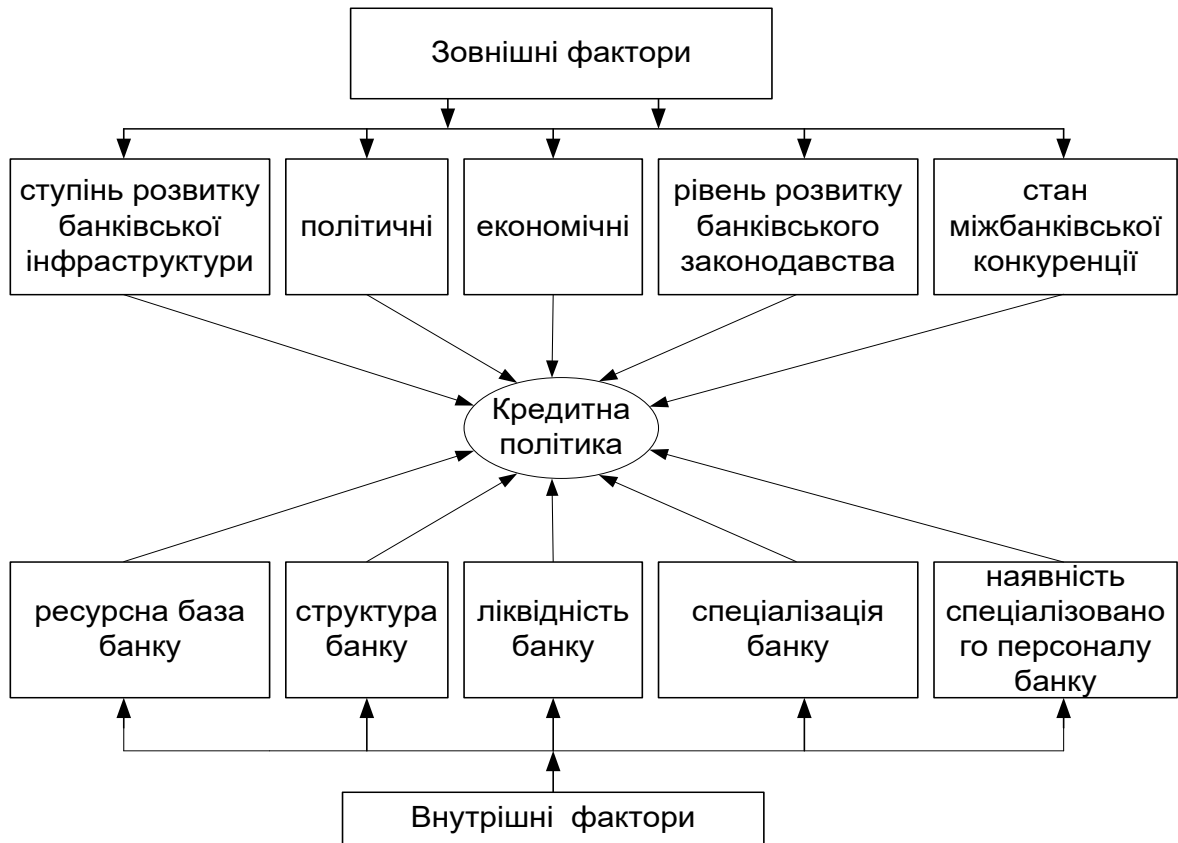 Зовнішні фактори
ступінь розвитку
банківської
інфраструктури
політичні
економічні
рівень розвитку
банківського
законодавства
стан
міжбанківської
конкуренції
Кредитна
політика
ресурсна база
банку
структура
банку
ліквідність
банку
спеціалізація
банку
наявність
спеціалізовано
го персоналу
банку
Внутрішні фактори